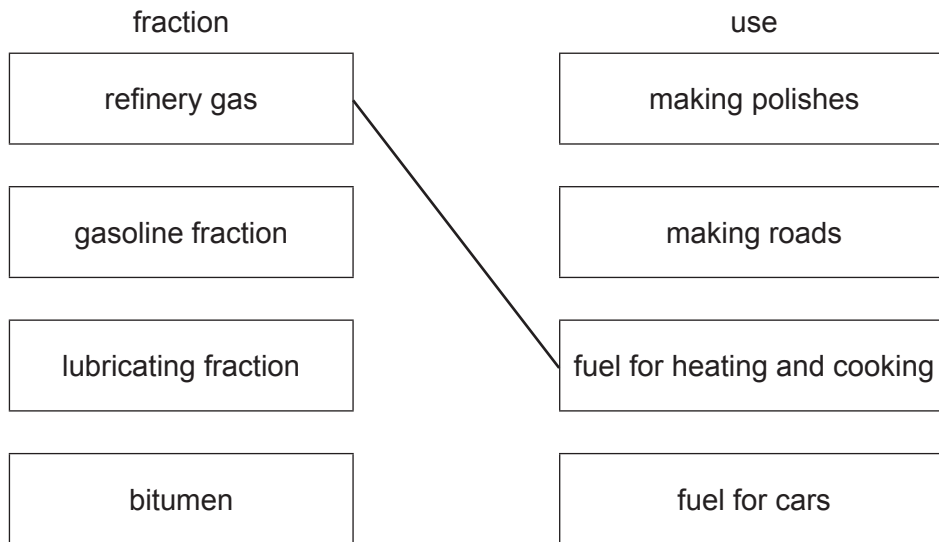 fraction
use
refinery gas
making polishes
gasoline fraction
making roads
lubricating fraction
fuel for heating and cooking
bitumen
fuel for cars